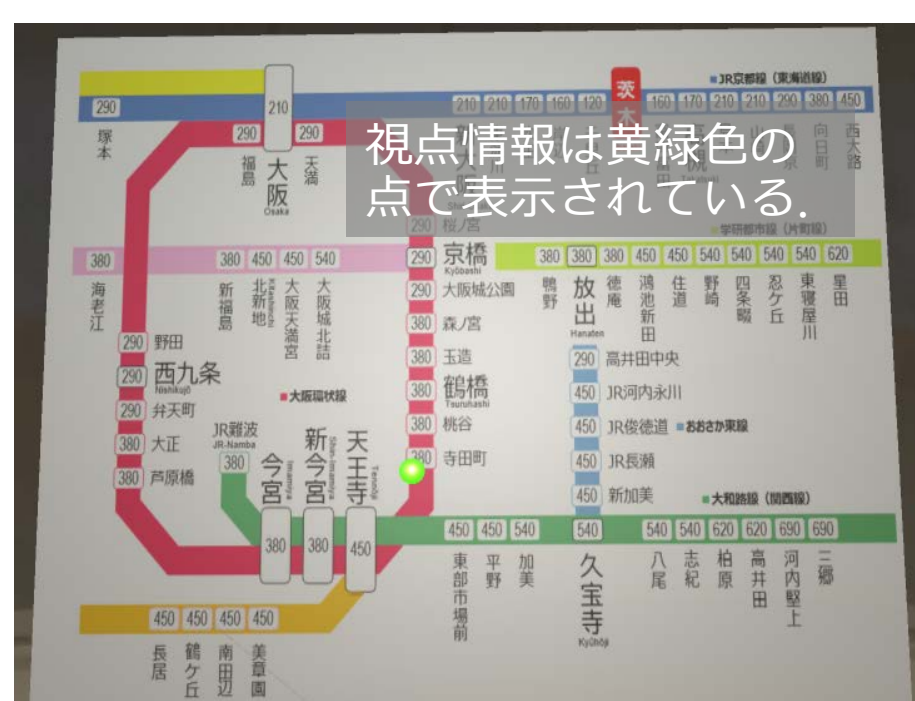 ■JR京都線（東海道線）
290
210
210 210 170 160 120
茨木
160 170 210 210 290 380 450
塚本
大阪
Osaka
290 290
福島
天満
向日町
西大路
視点情報は黄緑色の
点で表示されている.
290 桜ノ宮
■学研都市線（片町線）
380
380 450 450 540
290 京橋
Kyōbashi
380 380 380 450 450 540 540 540 540 620
海老江
新福島
北新地
Kitashinchi
大阪天満宮
大阪城北詰
鴫野
放出
Hanaten
徳庵
鴻池新田
住道
野崎
四条畷
忍ケ丘
東寝屋川
星田
290 大阪城公園
380 森ノ宮
380 玉造
380 鶴橋
Tsuruhashi
380 桃谷
380 寺田町
290 野田
290 西九条
Nishikujō
290 弁天町
380 大正
380 芦原橋
■大阪環状線
290 高井田中央
450 JR河内永川
450 JR俊徳道
■おおさか東線
450 JR長瀬
450 新加美
JR難波
JR-Namba
380
今宮
Imamiya
新今宮
Shin-Imamiya
天王寺
Tennōji
■大和路線（関西線）
380 380 450
450 450 540 540 540 540 620 620 690 690
東部市場前
平野
加美
久宝寺
Kyūhōji
八尾
志紀
柏原
高井田
河内堅上
三郷
450 450 450 450
長居
鶴ケ丘
南田辺
美章園